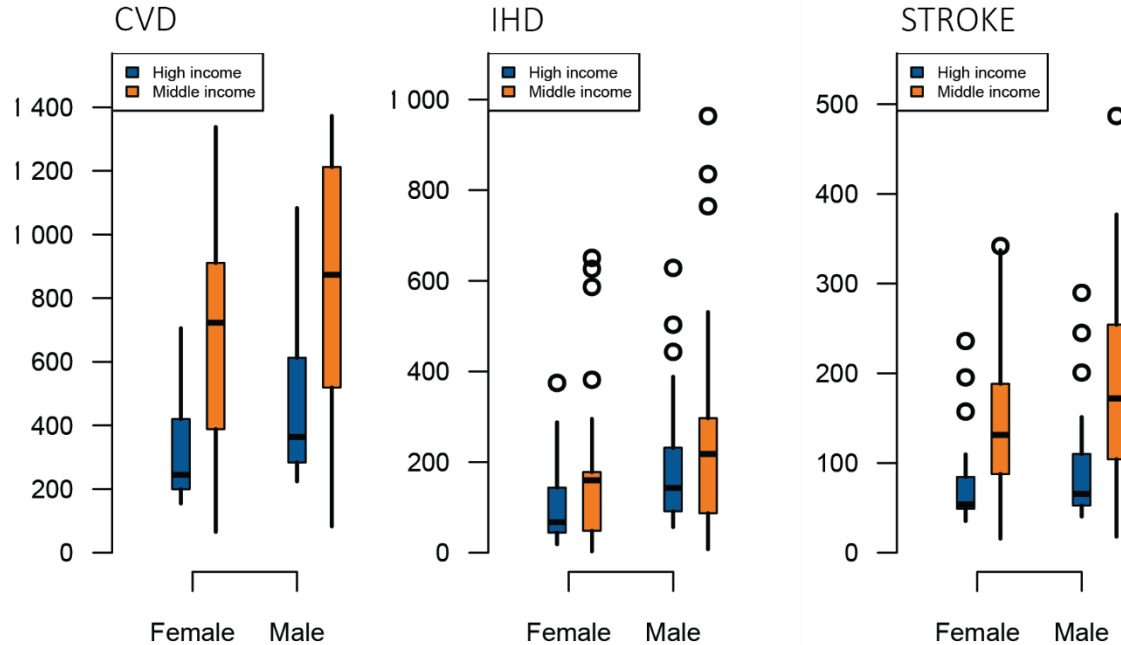 CVD
High income
Middle income
1 400
1 200
1 000
800
600
400
200
0
Female Male
IHD
High income
Middle income
1 000
800
600
400
200
0
Female Male
STROKE
High income
Middle income
500
400
300
200
100
0
Female Male